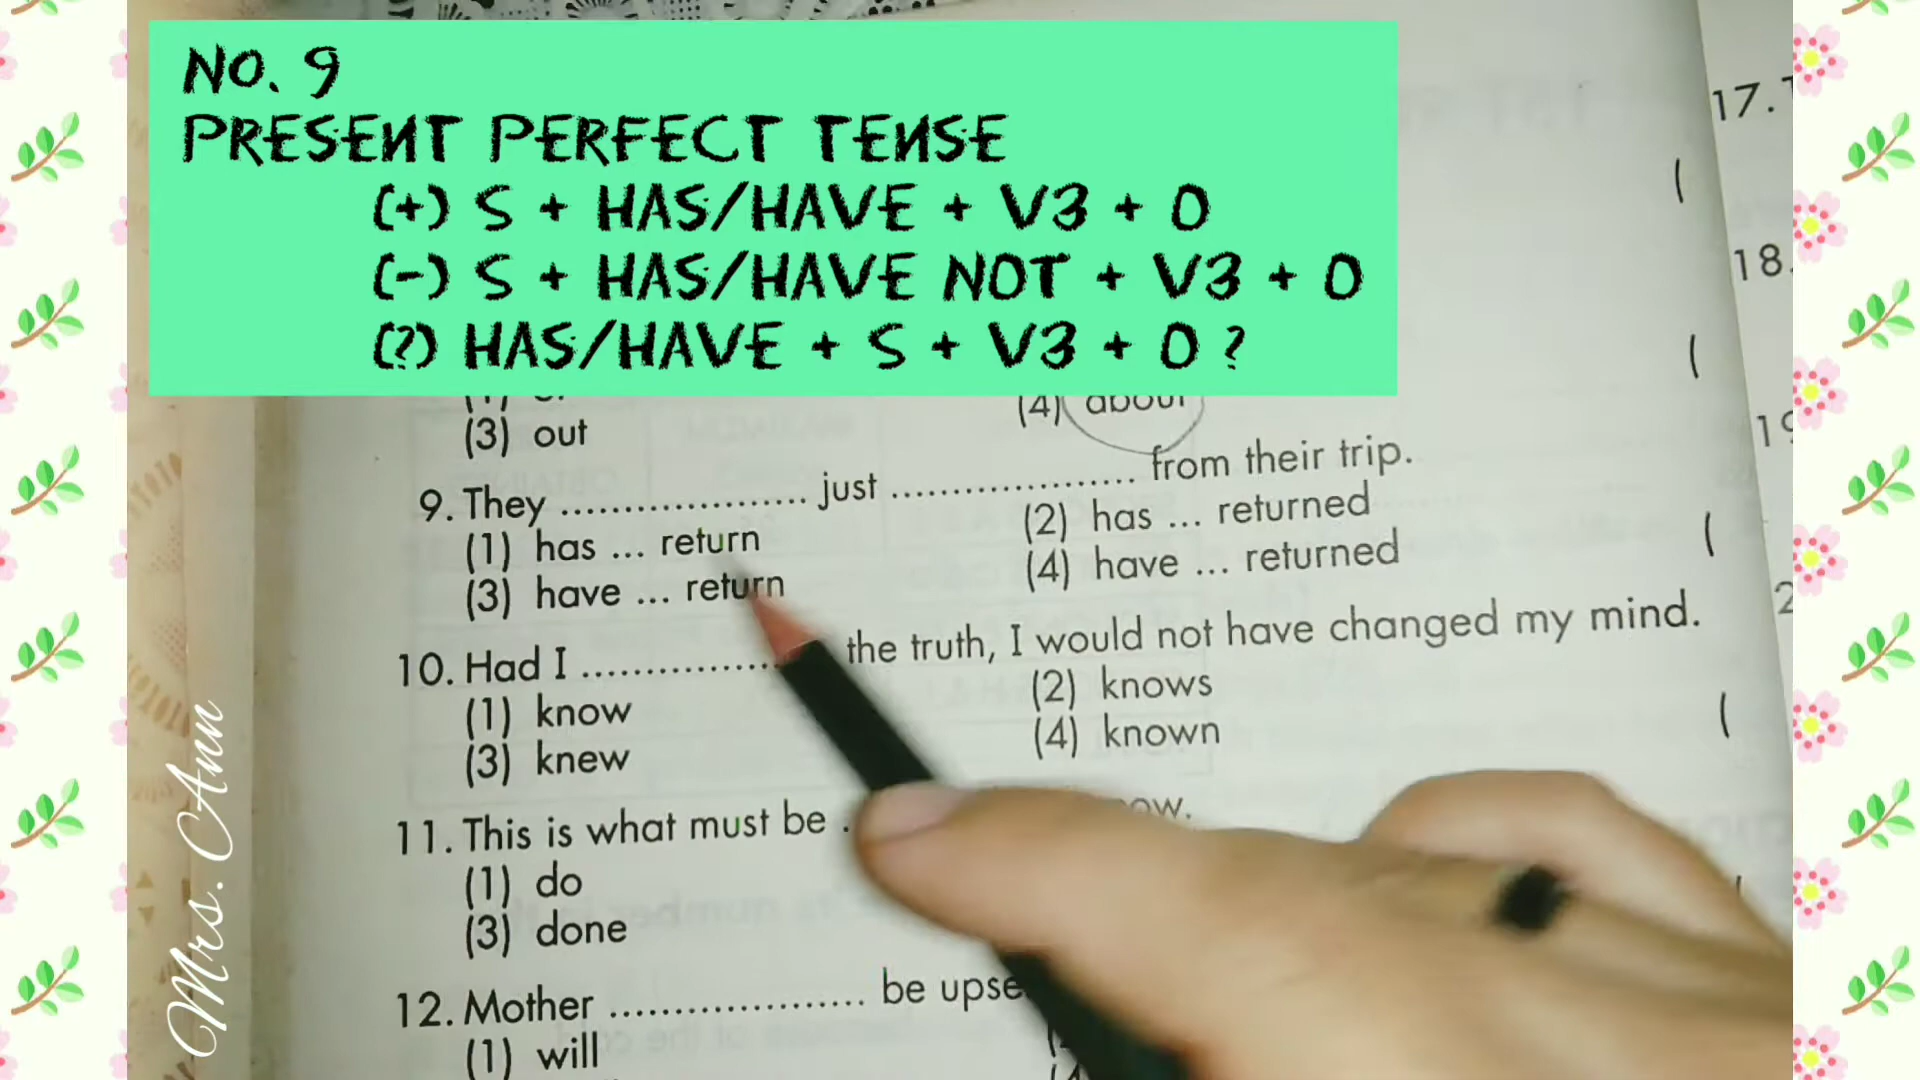 NO. 9
PRESENT PERFECT TENSE
(+) S + HAS/HAVE + V3 + O
(-) S + HAS/HAVE NOT + V3 + O
(?) HAS/HAVE + S + V3 + O ?
(3) out
(4) about
9. They .................... just .................... from their trip.
(1) has ... return
(2) has ... returned
(3) have ... return
(4) have ... returned
10. Had I ................ the truth, I would not have changed my mind.
(1) know
(2) knows
(3) knew
(4) known
11. This is what must be .
(1) do
(3) done
12. Mother .................... be
(1) will
17.
18.
Mrs. Ann